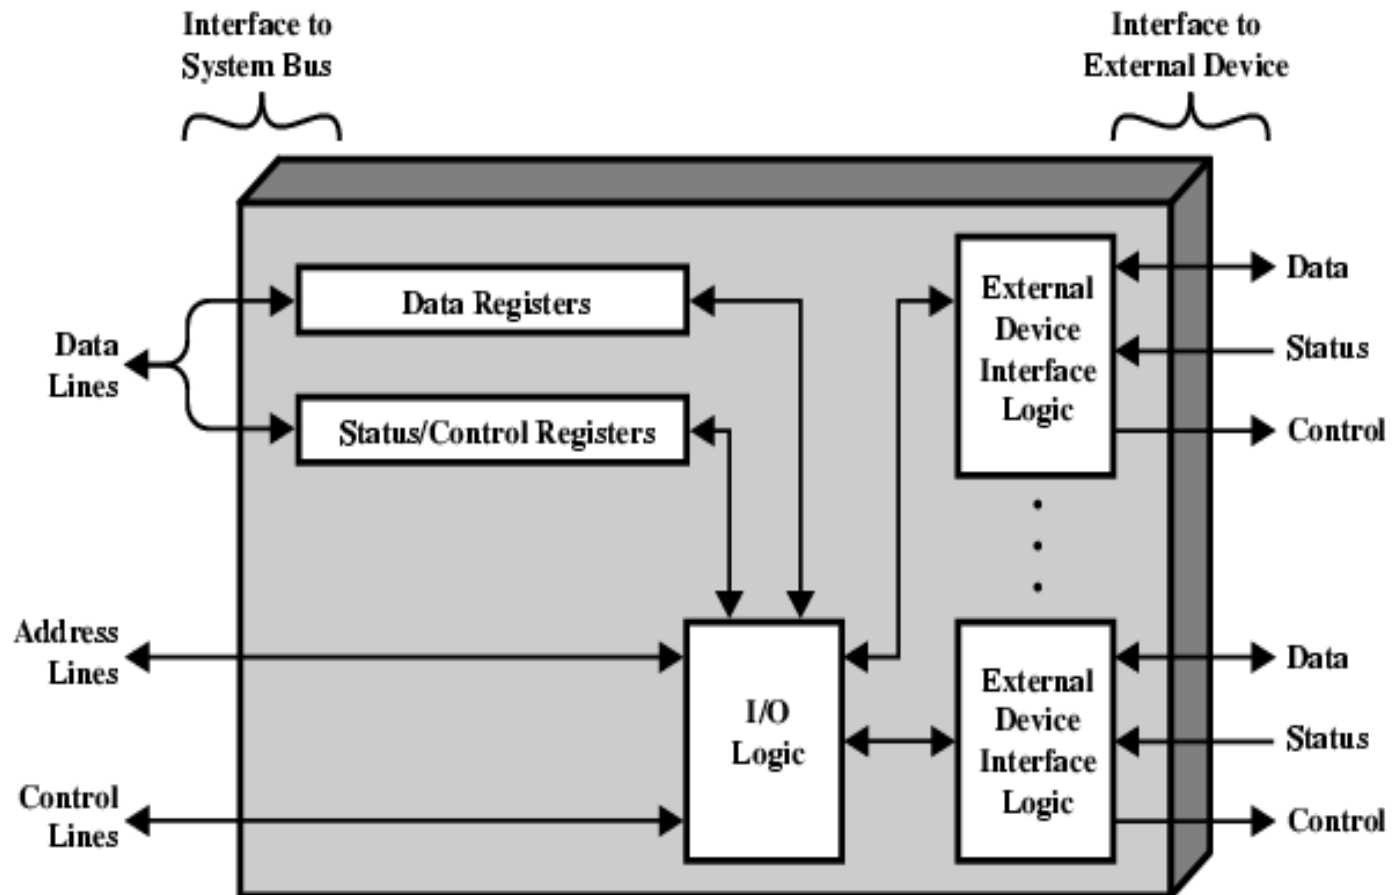 Interface to
System Bus
Interface to
External Device
Data Registers
Status/Control Registers
Data
Lines
Address
Lines
Control
Lines
I/O
Logic
External
Device
Interface
Logic
Data
Status
Control
External
Device
Interface
Logic
Data
Status
Control